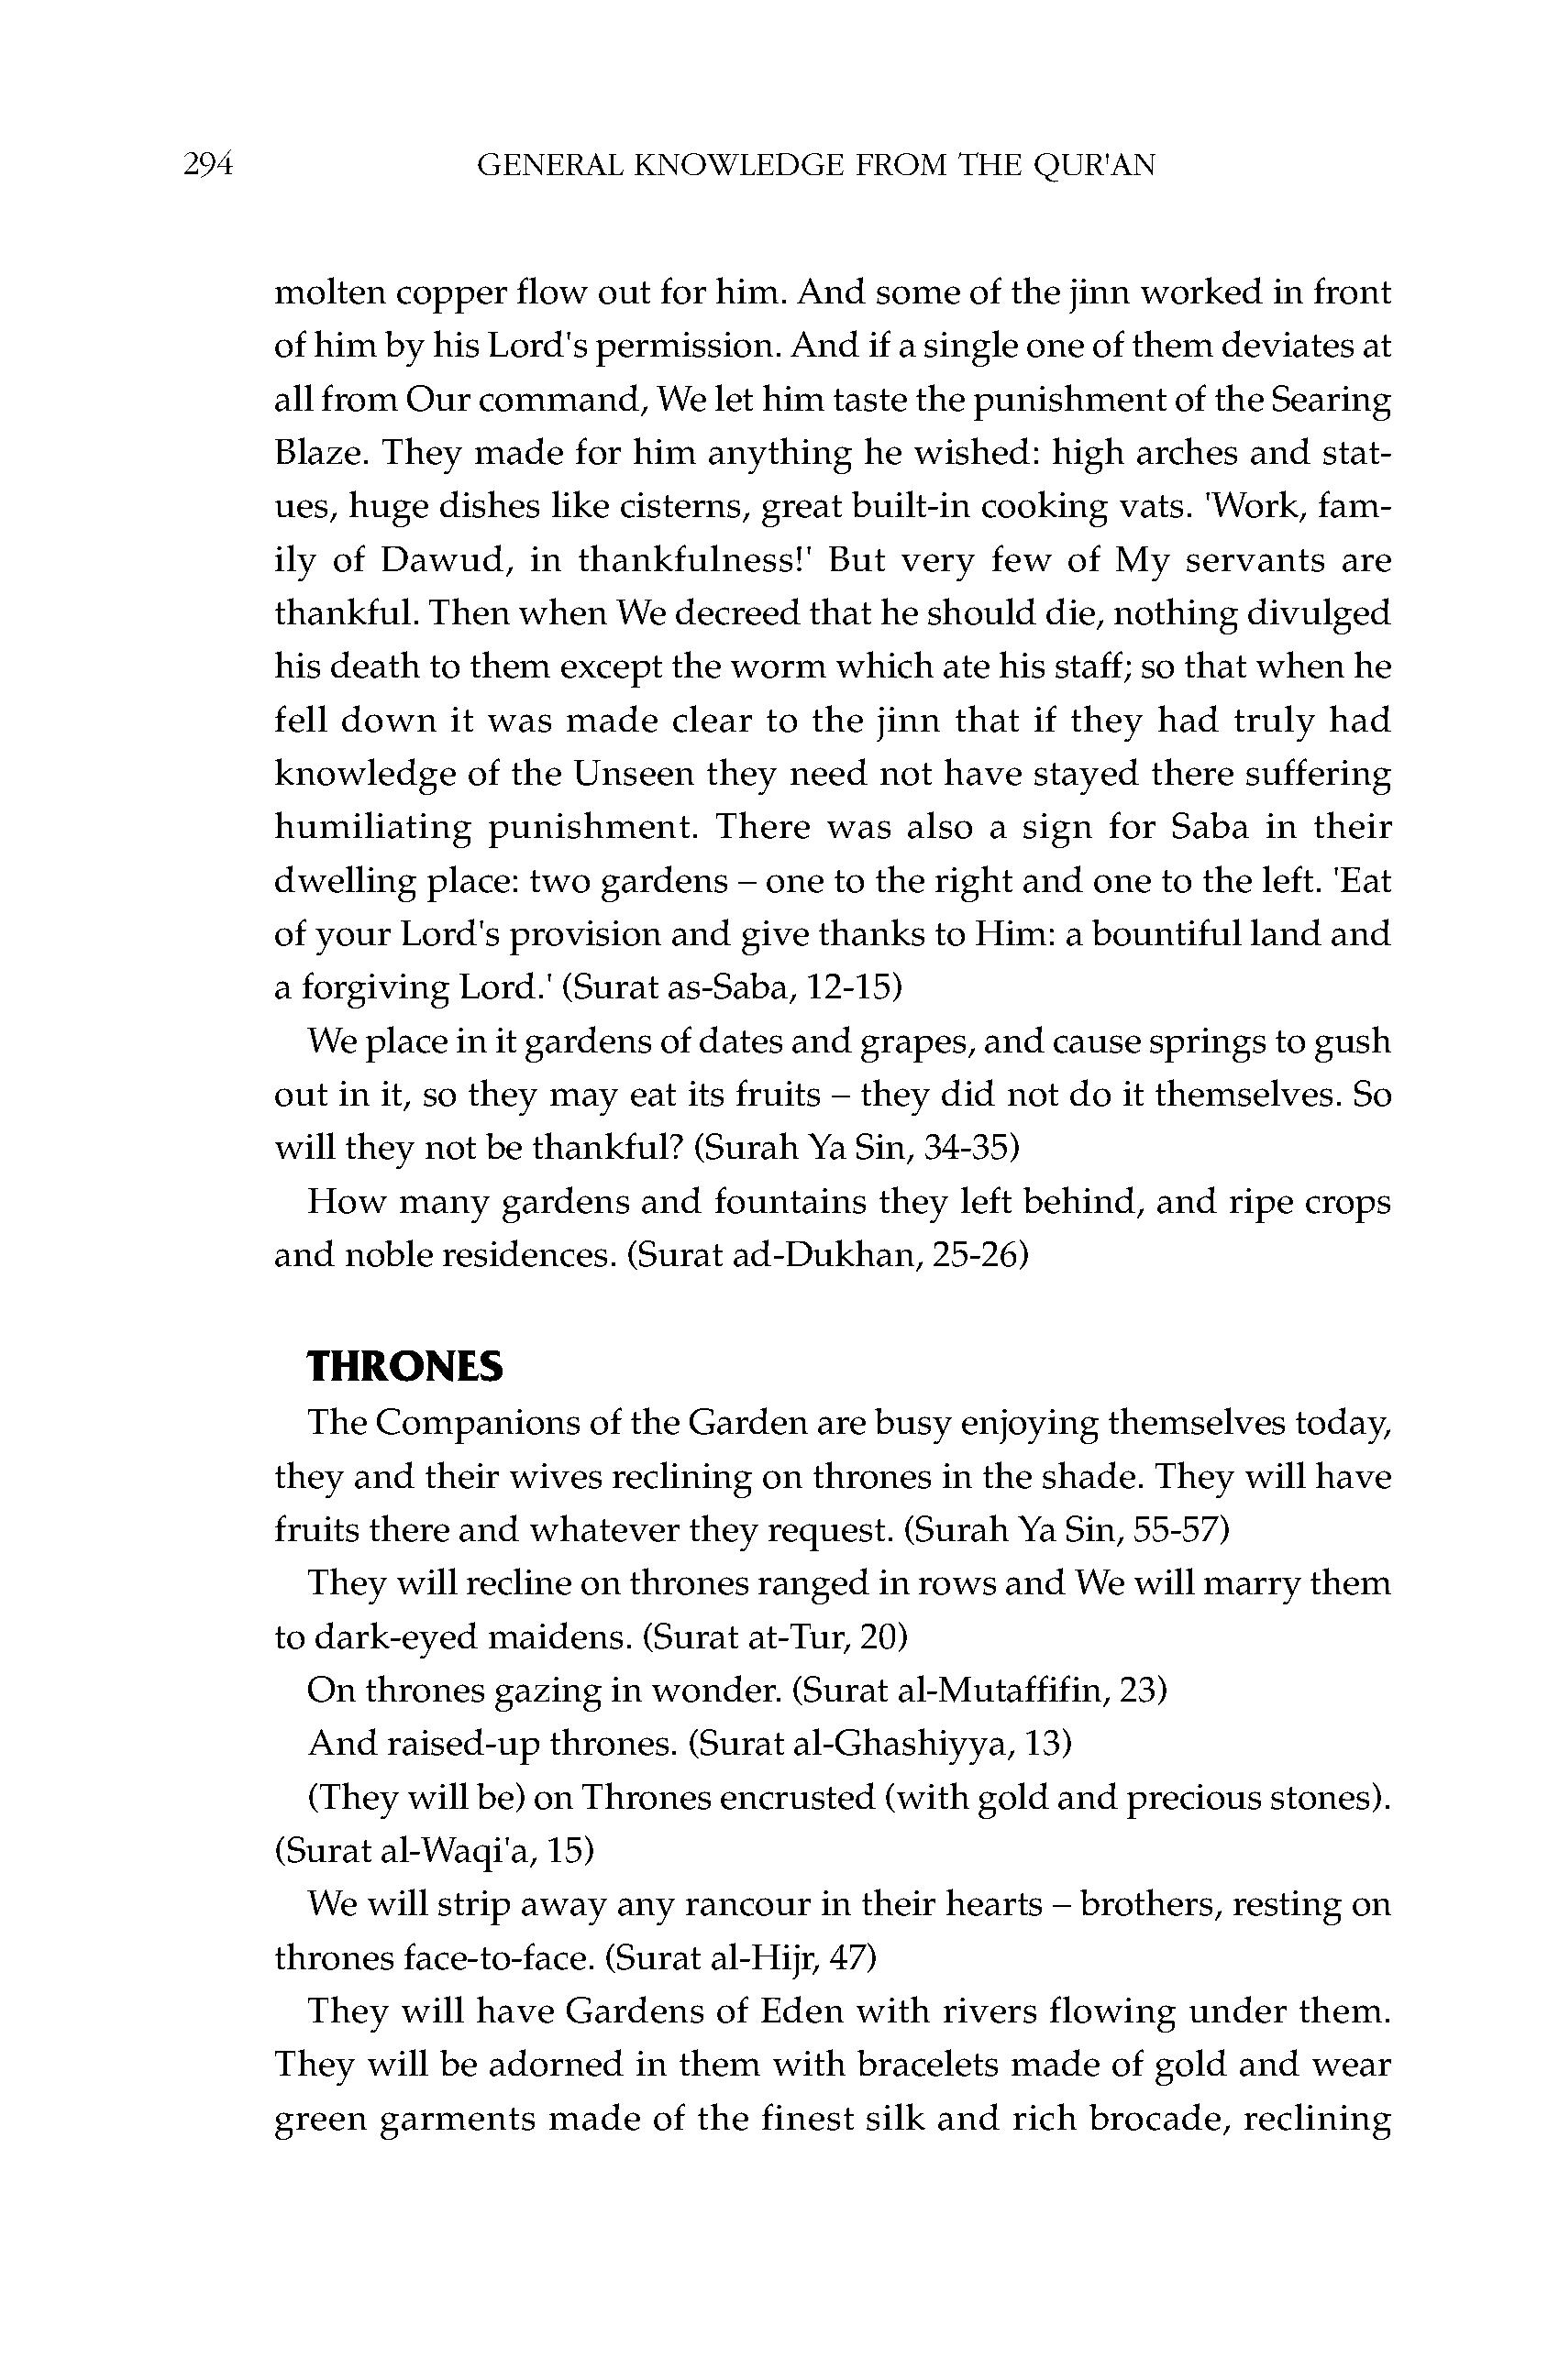 294 GENERAL KNOWLEDGE FROM THE QUR'AN
molten copper flow out for him. And some of the jinn worked in front
of him by his Lord's permission. And if a single one of them deviates at
all from Our command, We let him taste the punishment of the Searing
Blaze. They made for him anything he wished: high arches and stat-
ues, huge dishes like cisterns, great built-in cooking vats. 'Work, fam-
ily of Dawud, in thankfulness!' But very few of My servants are
thankful. Then when We decreed that he should die, nothing divulged
his death to them except the worm which ate his staff; so that when he
fell down it was made clear to the jinn that if they had truly had
knowledge of the Unseen they need not have stayed there suffering
humiliating punishment. There was also a sign for Saba in their
dwelling place: two gardens – one to the right and one to the left. 'Eat
of your Lord's provision and give thanks to Him: a bountiful land and
a forgiving Lord.' (Surat as-Saba, 12-15)
We place in it gardens of dates and grapes, and cause springs to gush
out in it, so they may eat its fruits – they did not do it themselves. So
will they not be thankful? (Surah Ya Sin, 34-35)
How many gardens and fountains they left behind, and ripe crops
and noble residences. (Surat ad-Dukhan, 25-26)
THRONES
The Companions of the Garden are busy enjoying themselves today,
they and their wives reclining on thrones in the shade. They will have
fruits there and whatever they request. (Surah Ya Sin, 55-57)
They will recline on thrones ranged in rows and We will marry them
to dark-eyed maidens. (Surat at-Tur, 20)
On thrones gazing in wonder. (Surat al-Mutaffifin, 23)
And raised-up thrones. (Surat al-Ghashiyya, 13)
(They will be) on Thrones encrusted (with gold and precious stones).
(Surat al-Waqi'a, 15)
We will strip away any rancour in their hearts – brothers, resting on
thrones face-to-face. (Surat al-Hijr, 47)
They will have Gardens of Eden with rivers flowing under them.
They will be adorned in them with bracelets made of gold and wear
green garments made of the finest silk and rich brocade, reclining